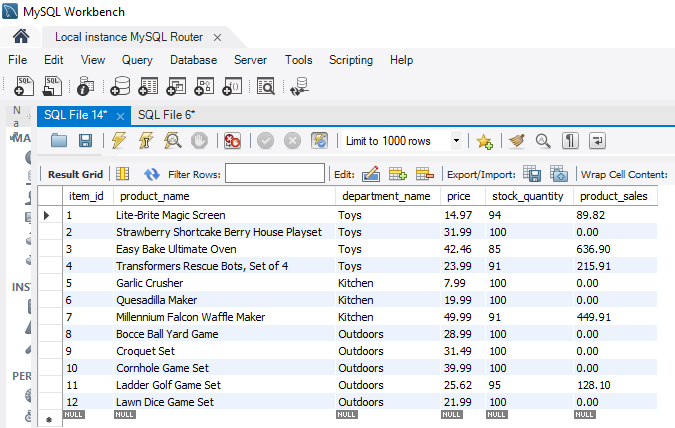 MySQL Workbench
Local instance MySQL Router ×
File Edit View Query Database Server Tools Scripting Help
SQL SQL
Na
SQL File 14* × SQL File 6*
MA
Limit to 1000 rows
Result Grid Filter Rows: Edit: Export/Import: Wrap Cell Content:
item_id product_name department_name price stock_quantity product_sales
1 Lite-Brite Magic Screen Toys 14.97 94 89.82
2 Strawberry Shortcake Berry House Playset Toys 31.99 100 0.00
3 Easy Bake Ultimate Oven Toys 42.46 85 636.90
4 Transformers Rescue Bots, Set of 4 Toys 23.99 91 215.91
5 Garlic Crusher Kitchen 7.99 100 0.00
INS
6 Quesadilla Maker Kitchen 19.99 100 0.00
7 Millennium Falcon Waffle Maker Kitchen 49.99 91 449.91
8 Bocce Ball Yard Game Outdoors 28.99 100 0.00
9 Croquet Set Outdoors 31.49 100 0.00
10 Cornhole Game Set Outdoors 39.99 100 0.00
PER
11 Ladder Golf Game Set Outdoors 25.62 95 128.10
12 Lawn Dice Game Set Outdoors 21.99 100 0.00
NULL NULL NULL NULL NULL NULL